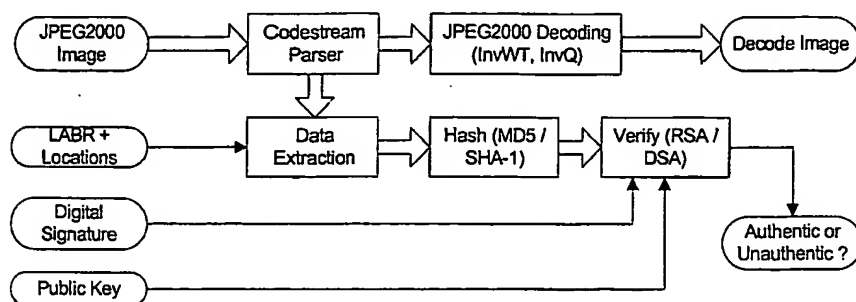 JPEG2000
Image
Codestream
Parser
JPEG2000 Decoding
(InvWT, InvQ)
Decode Image
LABR +
Locations
Data
Extraction
Hash (MD5 /
SHA-1)
Verify (RSA /
DSA)
Digital
Signature
Authentic or
Unauthentic ?
Public Key